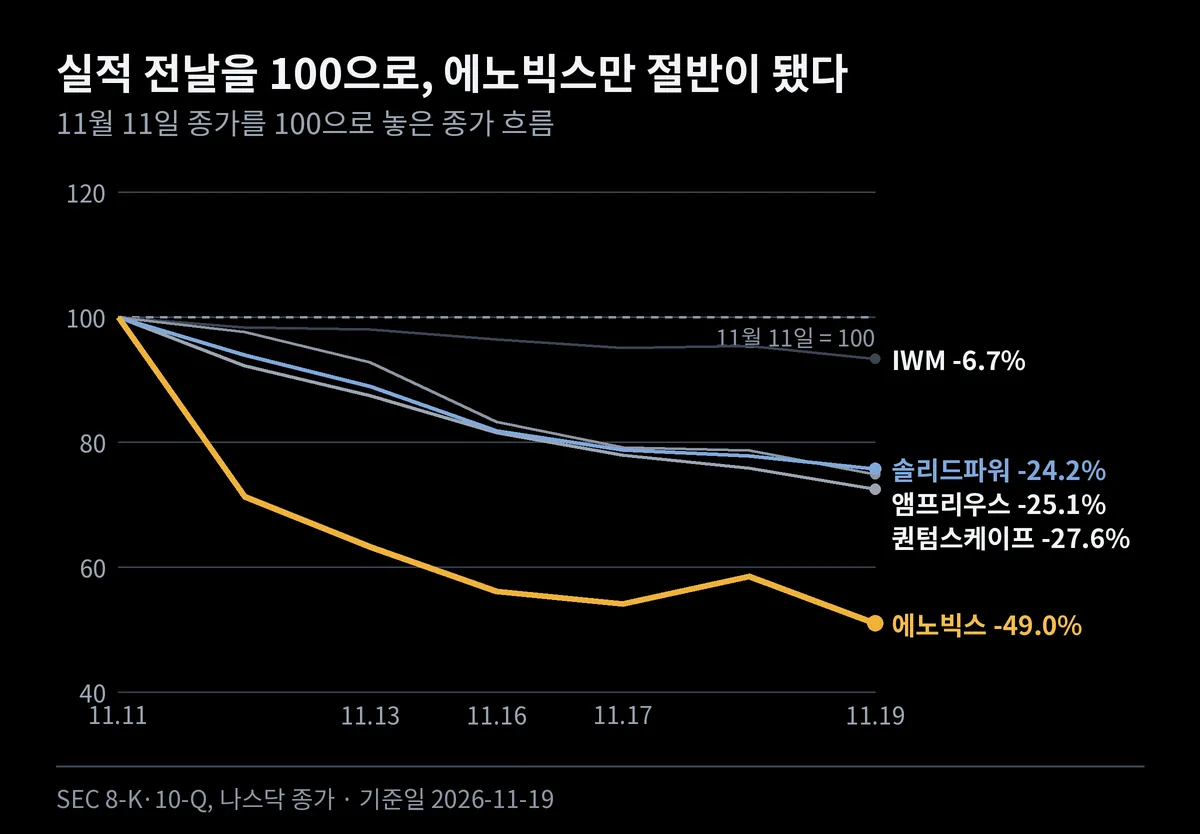 실적 전날을 100으로, 에노빅스만 절반이 됐다
11월 11일 종가를 100으로 놓은 종가 흐름
120
100
11월 11일 = 100
IWM -6.7%
80
솔리드파워 -24.2%
앰프리우스 -25.1%
퀀텀스케이프 -27.6%
60
에노빅스 -49.0%
40
11.11
11.13
11.16
11.17
11.19
SEC 8-K·10-Q, 나스닥 종가 · 기준일 2026-11-19